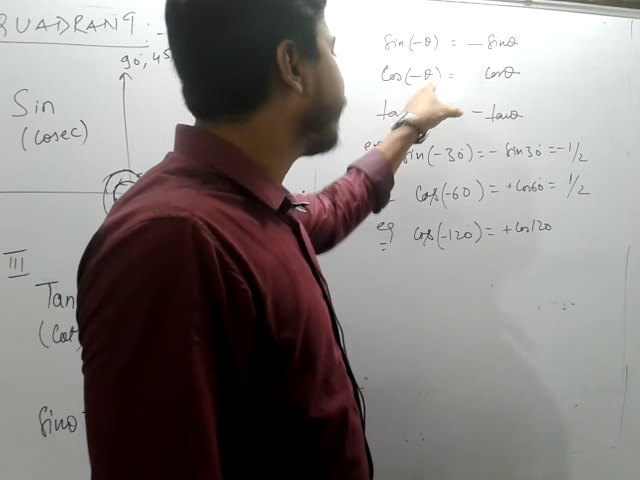 QUADRANT :-
90°, 45
Sin
(Cosec)
III
Tan
(Cot
Sinθ
Sin(-θ) = - Sinθ
Cos(-θ) = Cosθ
ta - tanθ
eg Sin(-30°) = - Sin30° = -1/2
Cos(-60°) = +Cos60° = 1/2
eg Cos(-120) = +Cos120